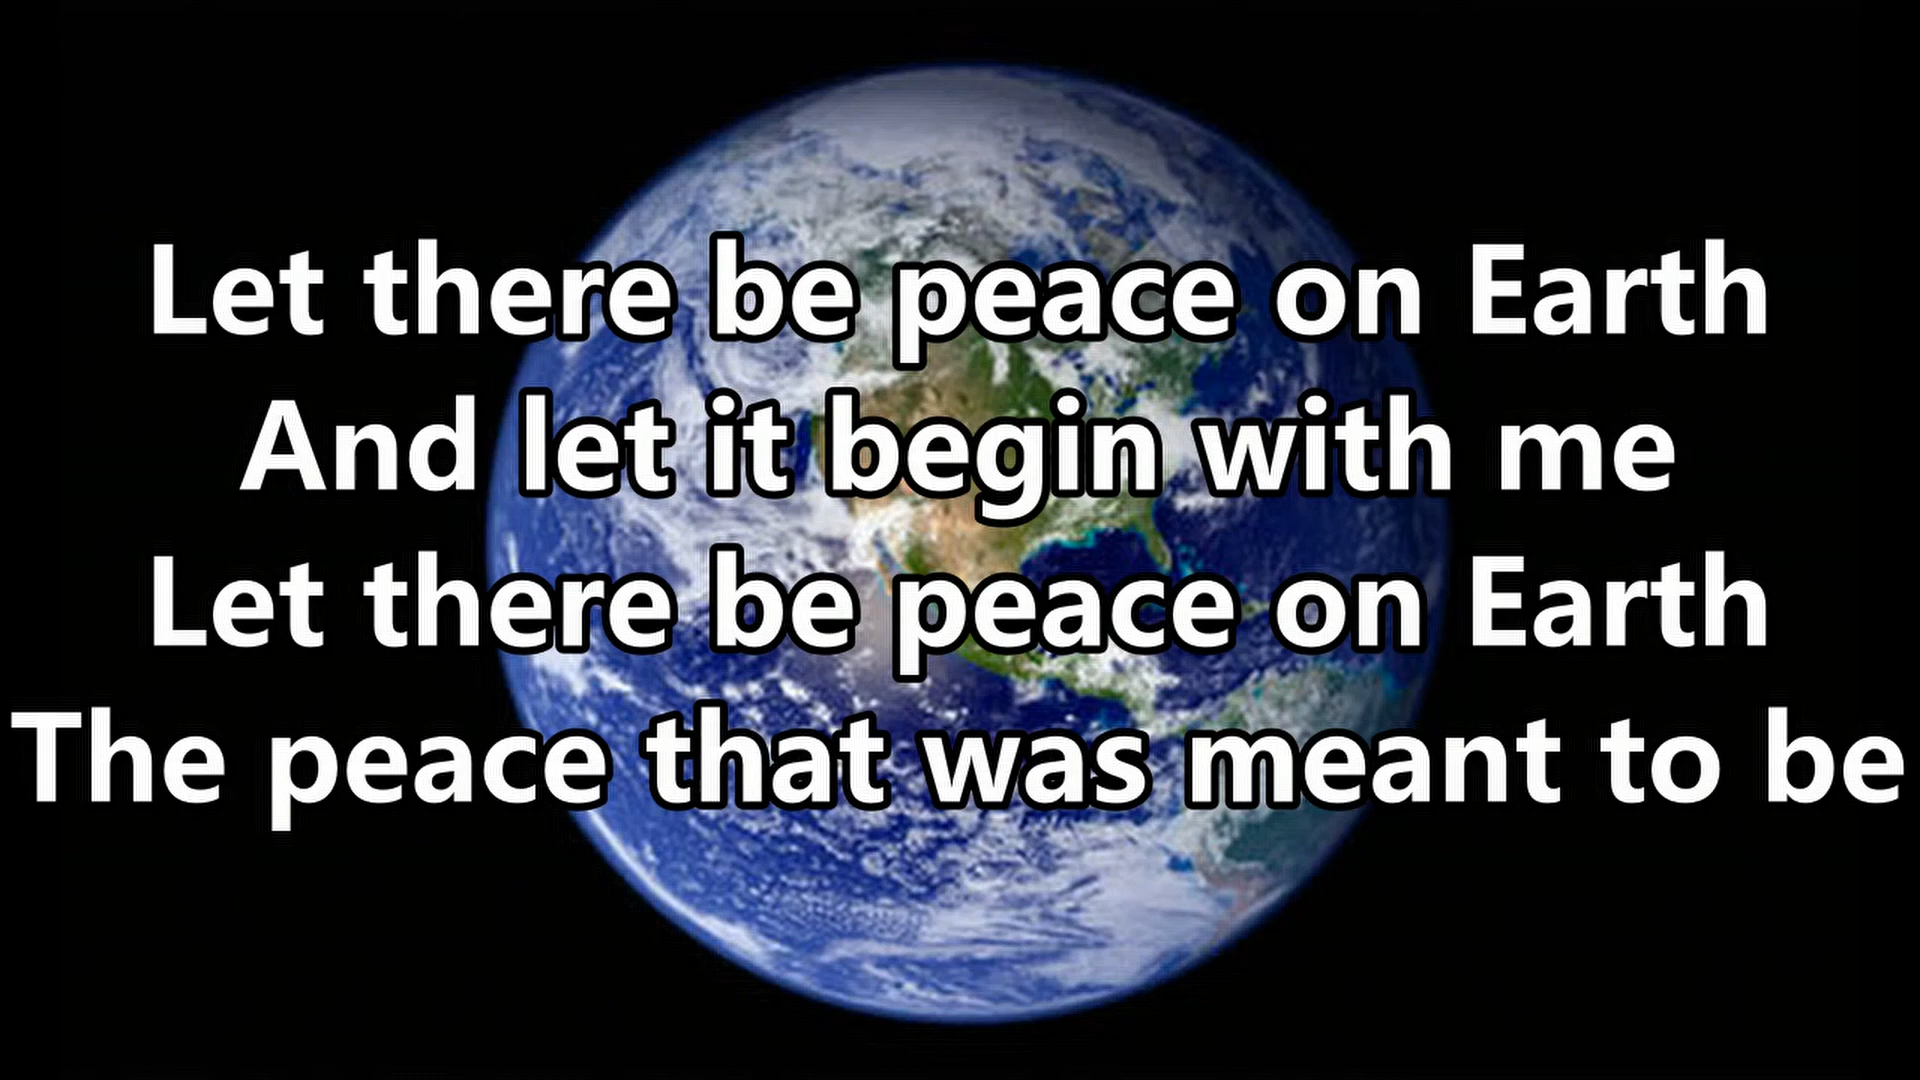 Let there be peace on Earth
And let it begin with me
Let there be peace on Earth
The peace that was meant to be